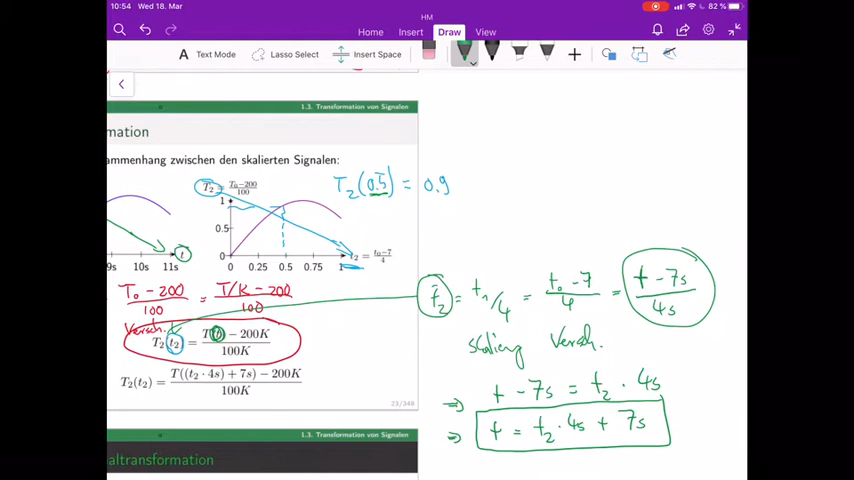 10:54 Wed 18. Mar
82 %
HM
Home Insert Draw View
Text Mode Lasso Select Insert Space
1.3. Transformation von Signalen
mation
ammenhang zwischen den skalierten Signalen:
T₂ = (T₀−200)/100
T₂(0.5) = 0.9
1
0.5
0
0 0.25 0.5 0.75 1
t₂ = (t₀−7)/4
9s 11s t
(T₀ − 200)/100 = (T/K − 200)/100
Versch.
T₂(t₂) = (T(t) − 200K)/100K
T₂(t₂) = (T((t₂ · 4s) + 7s) − 200K)/100K
23/348
t₂ = t₁/4 = (t₀ − 7)/4 = (t − 7s)/4s
Versch.
⇒ t − 7s = t₂ · 4s
⇒ t = t₂ · 4s + 7s
1.3. Transformation von Signalen
altransformation